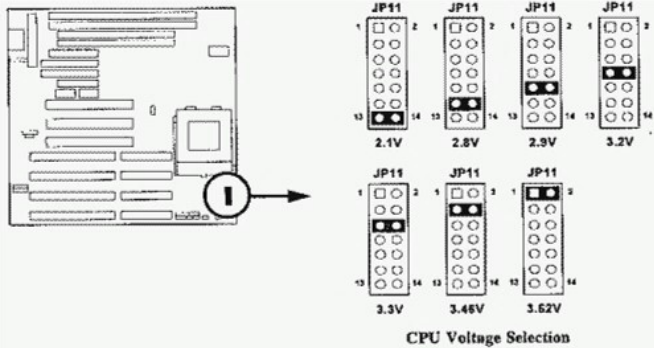 JP11 JP11 JP11 JP11
1 2 1 2 1 2 1 2
13 14 13 14 13 14 13 14
2.1V 2.8V 2.9V 3.2V
JP11 JP11 JP11
1 2 1 2 1 2
13 14 13 14 13 14
3.3V 3.46V 3.52V
CPU Voltage Selection